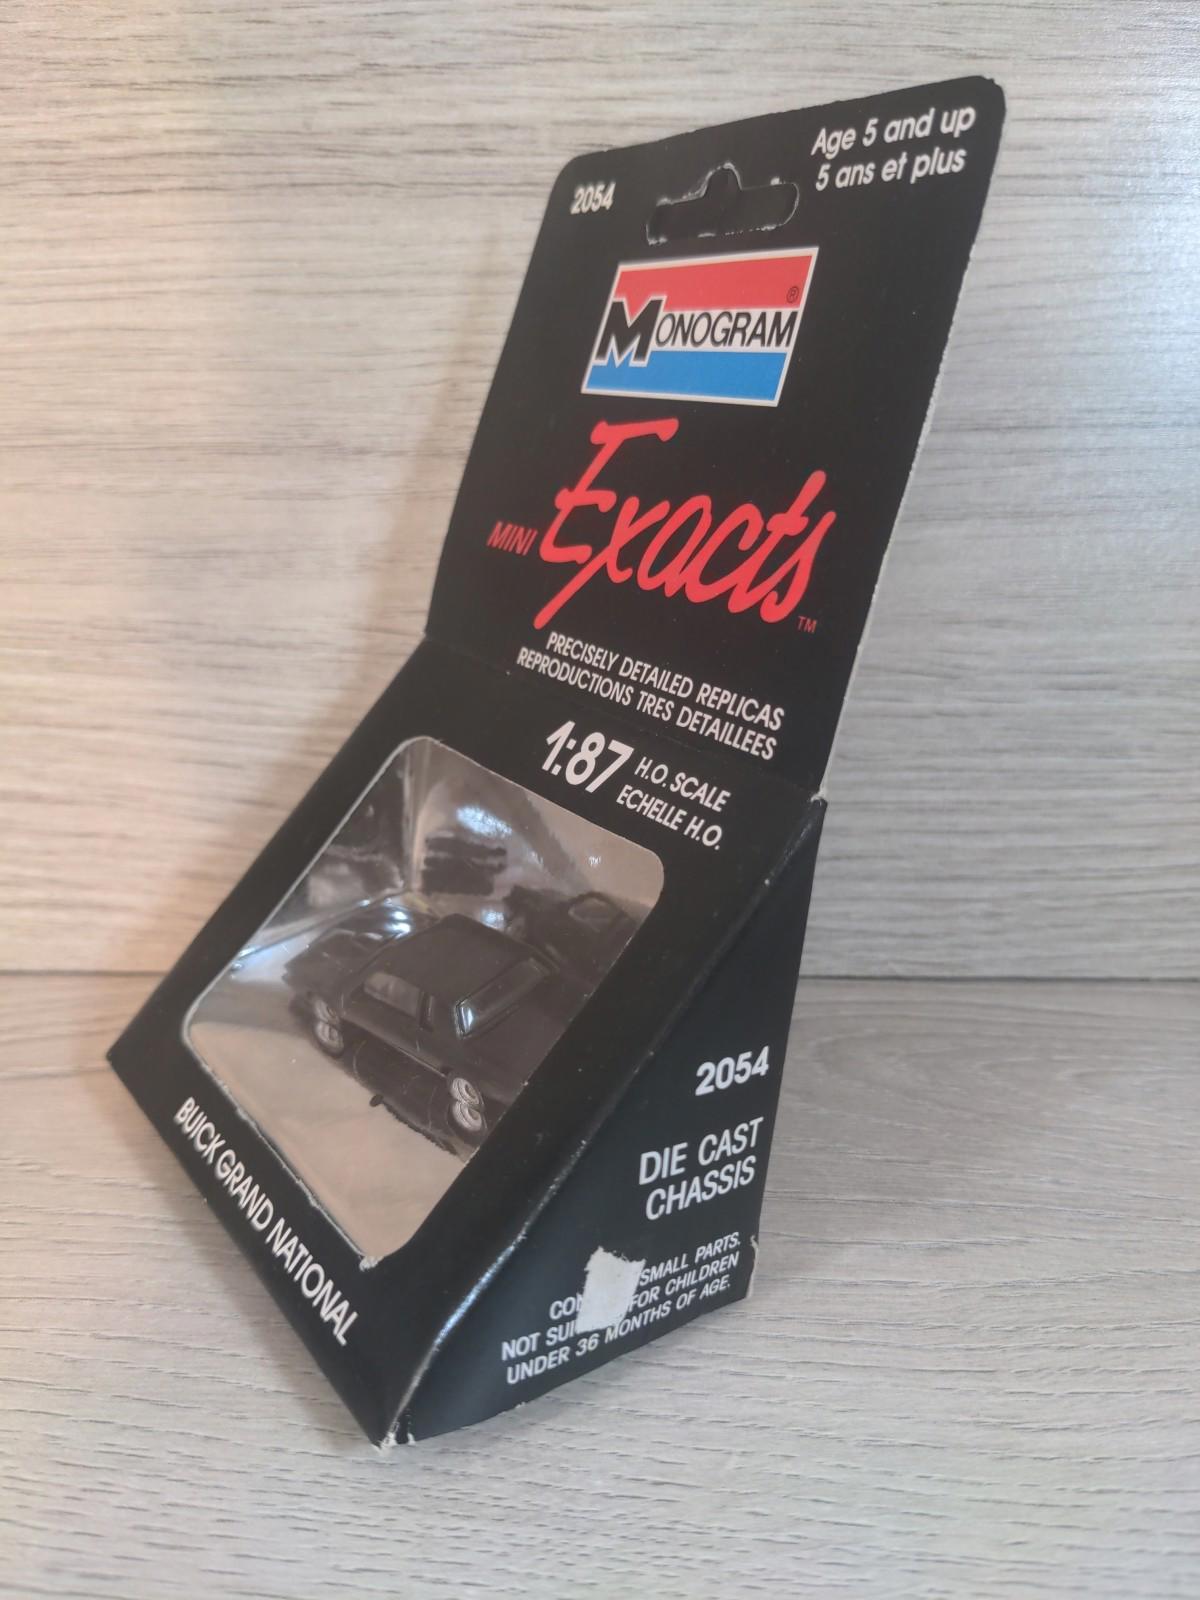 2054
Age 5 and up
5 ans et plus
MONOGRAM ®
MINI Exacts ™
PRECISELY DETAILED REPLICAS
REPRODUCTIONS TRES DETAILLEES
1:87 H.O. SCALE
ECHELLE H.O.
BUICK GRAND NATIONAL
2054
DIE CAST
CHASSIS
SMALL PARTS.
NOT FOR CHILDREN
UNDER 36 MONTHS OF AGE.